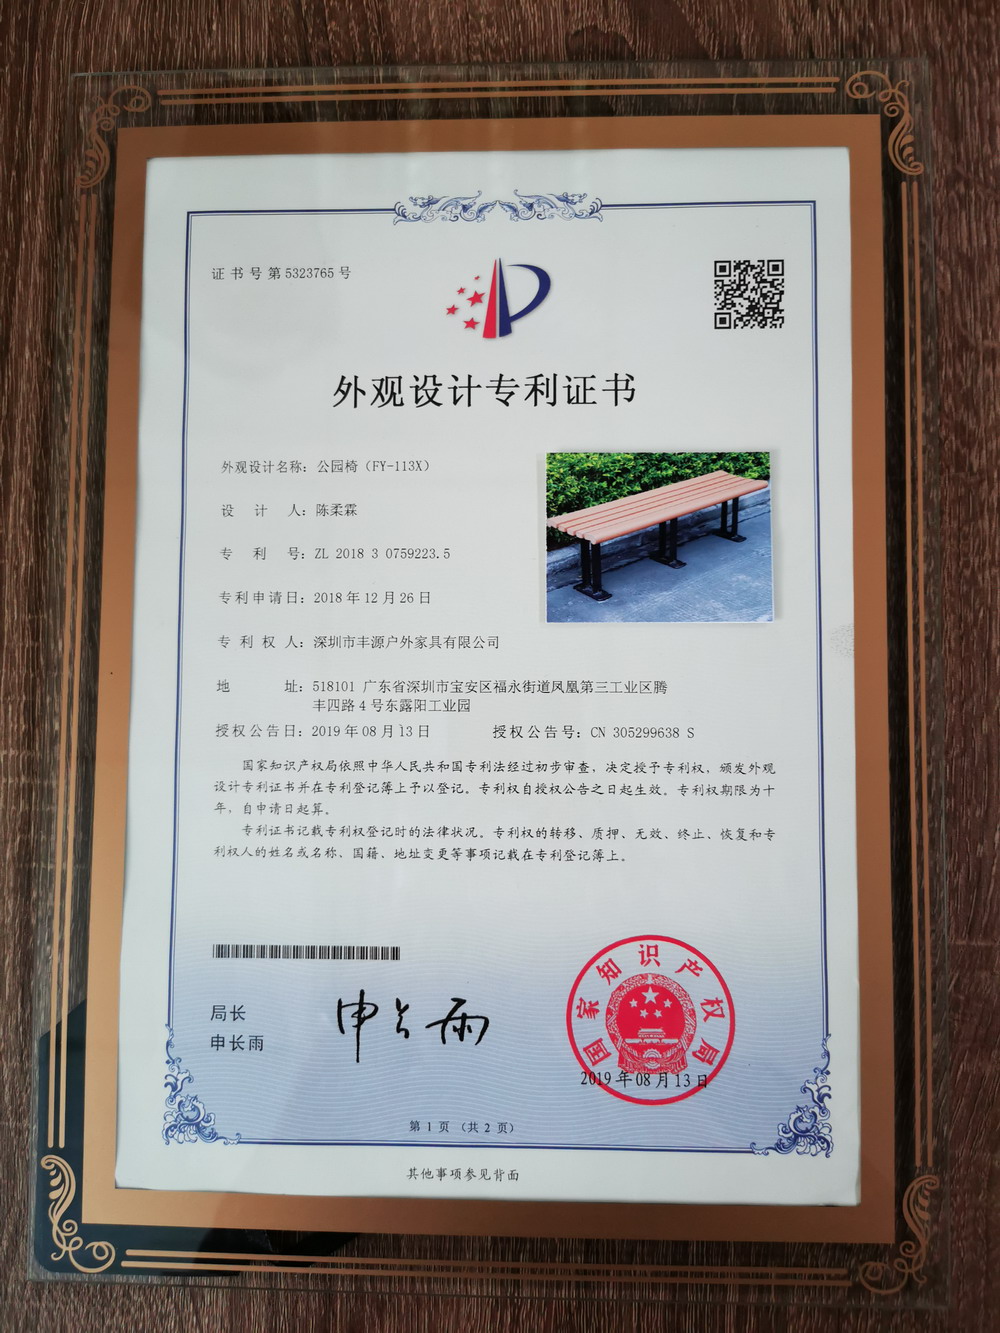 证书号第5323765号
外观设计专利证书
外观设计名称：公园椅（FY-113X）
设计人：陈柔霖
专利号：ZL 2018 3 0759223.5
专利申请日：2018年12月26日
专利权人：深圳市丰源户外家具有限公司
地址：518101 广东省深圳市宝安区福永街道凤凰第三工业区腾
丰四路4号东露阳工业园
授权公告日：2019年08月13日 授权公告号：CN 305299638 S
国家知识产权局依照中华人民共和国专利法经过初步审查，决定授予专利权，颁发外观
设计专利证书并在专利登记簿上予以登记。专利权自授权公告之日起生效。专利权期限为十
年，自申请日起算。
专利证书记载专利权登记时的法律状况。专利权的转移、质押、无效、终止、恢复和专
利权人的姓名或名称、国籍、地址变更等事项记载在专利登记簿上。
局长
申长雨
申长雨
国家知识产权局
2019年08月13日
第1页（共2页）
其他事项参见背面